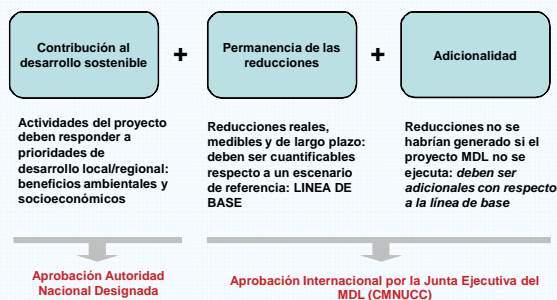 Contribución al
desarrollo sostenible
+
Permanencia de las
reducciones
+
Adicionalidad
Actividades del proyecto
deben responder a
prioridades de
desarrollo local/regional:
beneficios ambientales y
socioeconómicos
Reducciones reales,
medibles y de largo plazo:
deben ser cuantificables
respecto a un escenario
de referencia: LINEA DE
BASE
Reducciones no se
habrían generado si el
proyecto MDL no se
ejecuta: deben ser
adicionales con respecto
a la línea de base
Aprobación Autoridad
Nacional Designada
Aprobación Internacional por la Junta Ejecutiva del
MDL (CMNUCC)